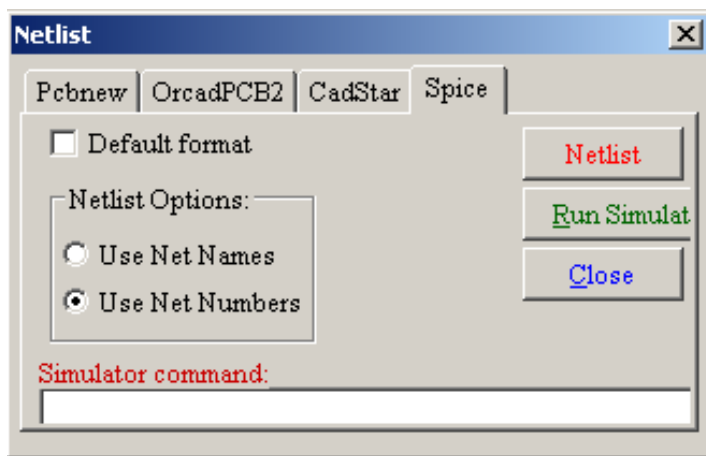 Netlist
Pcbnew OrcadPCB2 CadStar Spice
Default format
Netlist
Netlist Options:
Run Simulat
Use Net Names
Close
Use Net Numbers
Simulator command: